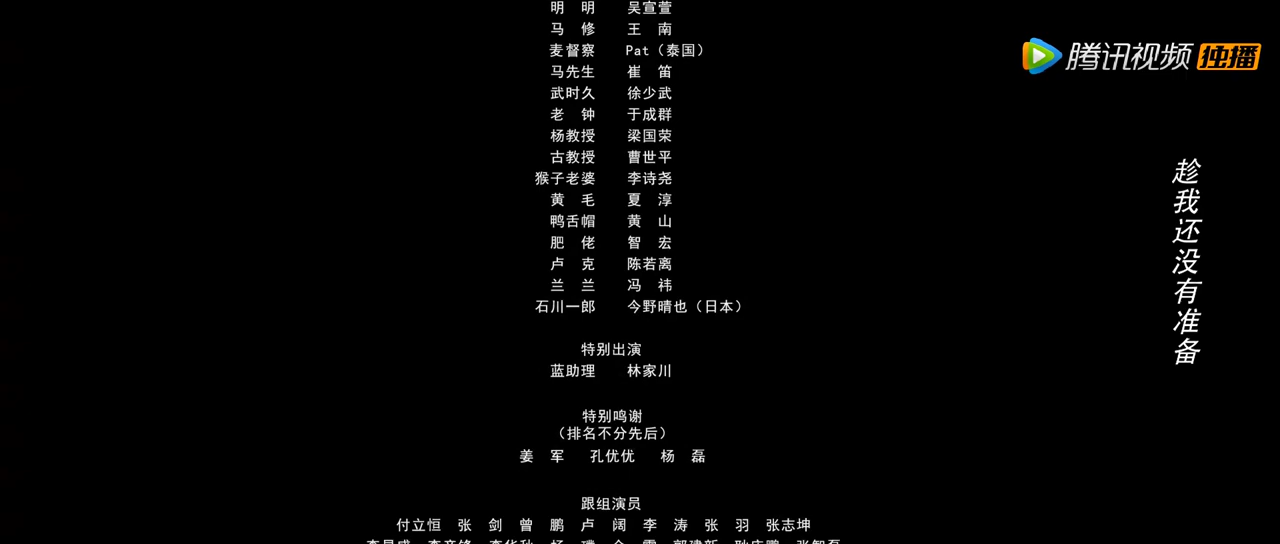 明 明 吴宣萱
马 修 王 南
麦督察 Pat（泰国）
马先生 崔 笛
武时久 徐少武
老 钟 于成群
杨教授 梁国荣
古教授 曹世平
猴子老婆 李诗尧
黄 毛 夏 淳
鸭舌帽 黄 山
肥 佬 智 宏
卢 克 陈若离
兰 兰 冯 祎
石川一郎 今野晴也（日本）
特别出演
蓝助理 林家川
特别鸣谢
（排名不分先后）
姜 军 孔优优 杨 磊
跟组演员
付立恒 张 剑 曾 鹏 卢 阔 李 涛 张 羽 张志坤
腾讯视频 独播
趁我还没有准备